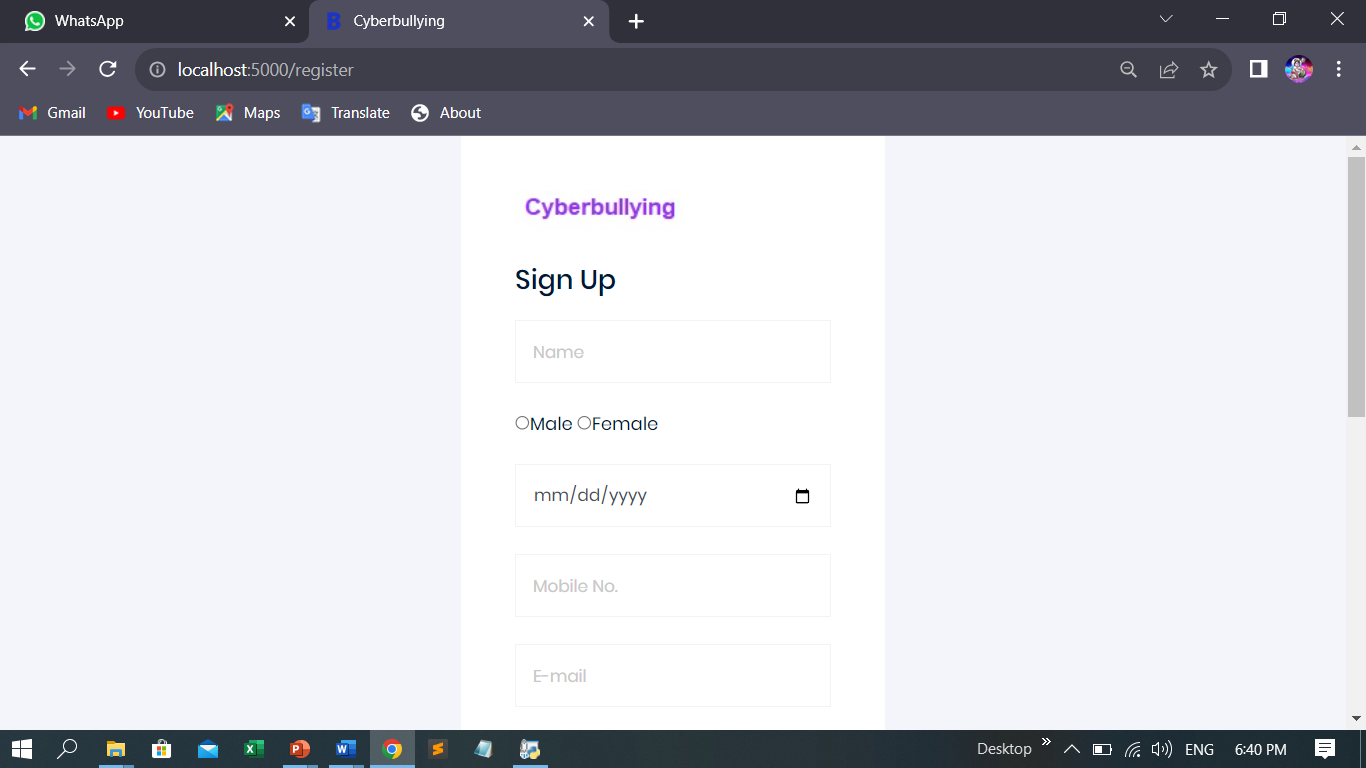 WhatsApp
Cyberbullying
localhost:5000/register
Gmail YouTube Maps Translate About
Cyberbullying
Sign Up
Name
Male Female
mm/dd/yyyy
Mobile No.
E-mail
Desktop ENG 6:40 PM